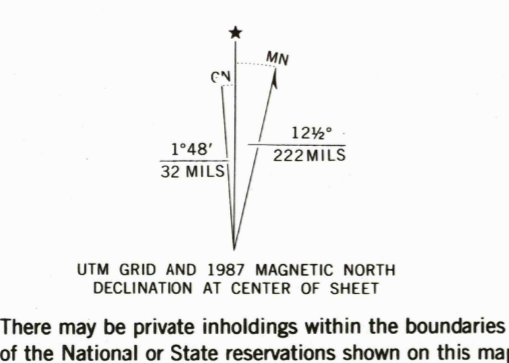 ★
MN
GN
1°48′
32 MILS
12½°
222 MILS
UTM GRID AND 1987 MAGNETIC NORTH
DECLINATION AT CENTER OF SHEET
There may be private inholdings within the boundaries
of the National or State reservations shown on this map